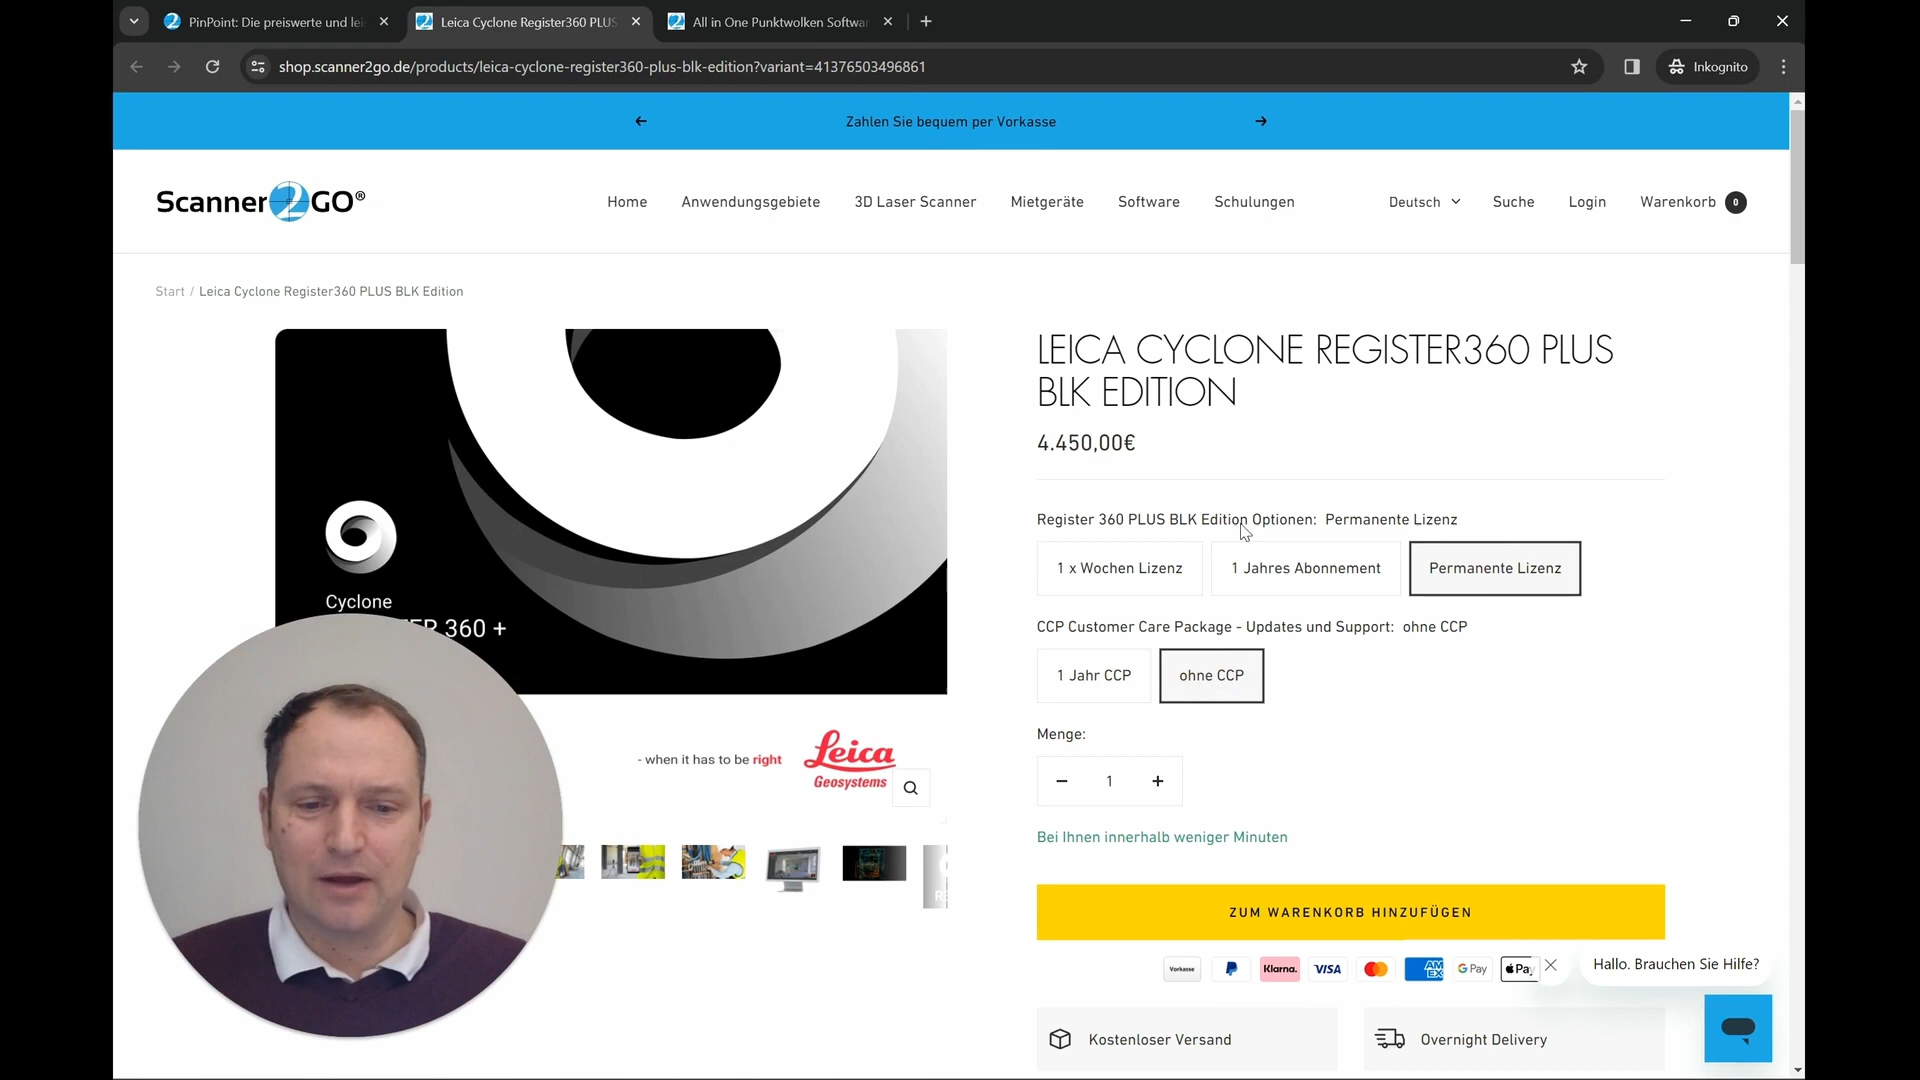 PinPoint: Die preiswerte und lei
Leica Cyclone Register360 PLUS
All in One Punktwolken Softwa
shop.scanner2go.de/products/leica-cyclone-register360-plus-blk-edition?variant=41376503496861
Inkognito
Zahlen Sie bequem per Vorkasse
Scanner2GO®
Home
Anwendungsgebiete
3D Laser Scanner
Mietgeräte
Software
Schulungen
Deutsch
Suche
Login
Warenkorb 0
Start / Leica Cyclone Register360 PLUS BLK Edition
Cyclone
TER 360 +
- when it has to be right
Leica
Geosystems
LEICA CYCLONE REGISTER360 PLUS
BLK EDITION
4.450,00€
Register 360 PLUS BLK Edition Optionen: Permanente Lizenz
1 x Wochen Lizenz
1 Jahres Abonnement
Permanente Lizenz
CCP Customer Care Package - Updates und Support: ohne CCP
1 Jahr CCP
ohne CCP
Menge:
− 1 +
Bei Ihnen innerhalb weniger Minuten
ZUM WARENKORB HINZUFÜGEN
Vorkasse
Klarna.
VISA
AMEX
G Pay
Pay
Hallo. Brauchen Sie Hilfe?
Kostenloser Versand
Overnight Delivery